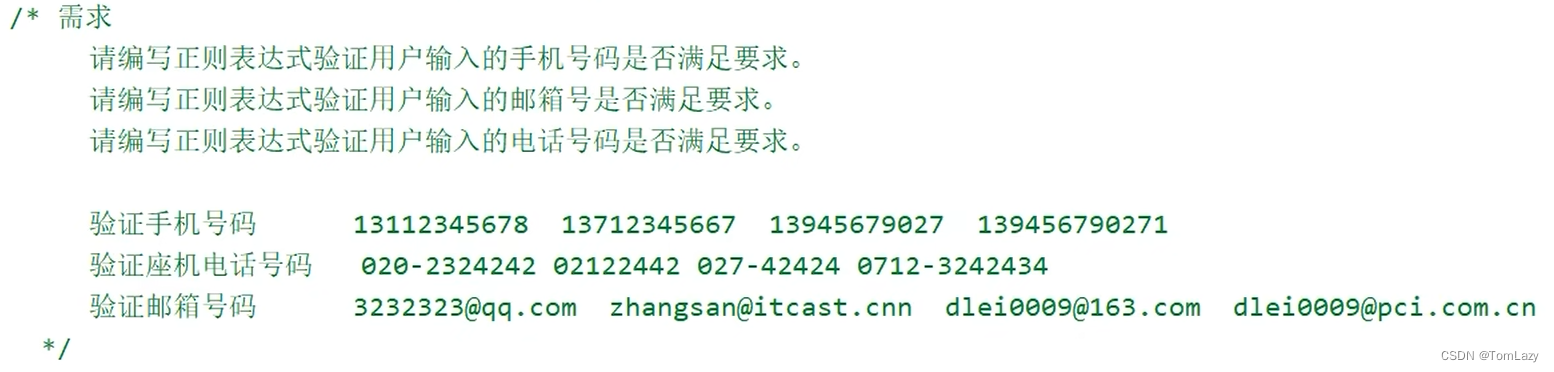 /* 需求
请编写正则表达式验证用户输入的手机号码是否满足要求。
请编写正则表达式验证用户输入的邮箱号是否满足要求。
请编写正则表达式验证用户输入的电话号码是否满足要求。
验证手机号码 13112345678 13712345667 13945679027 139456790271
验证座机电话号码 020-2324242 02122442 027-42424 0712-3242434
验证邮箱号码 3232323@qq.com zhangsan@itcast.cnn dlei0009@163.com dlei0009@pci.com.cn
*/
CSDN @TomLazy